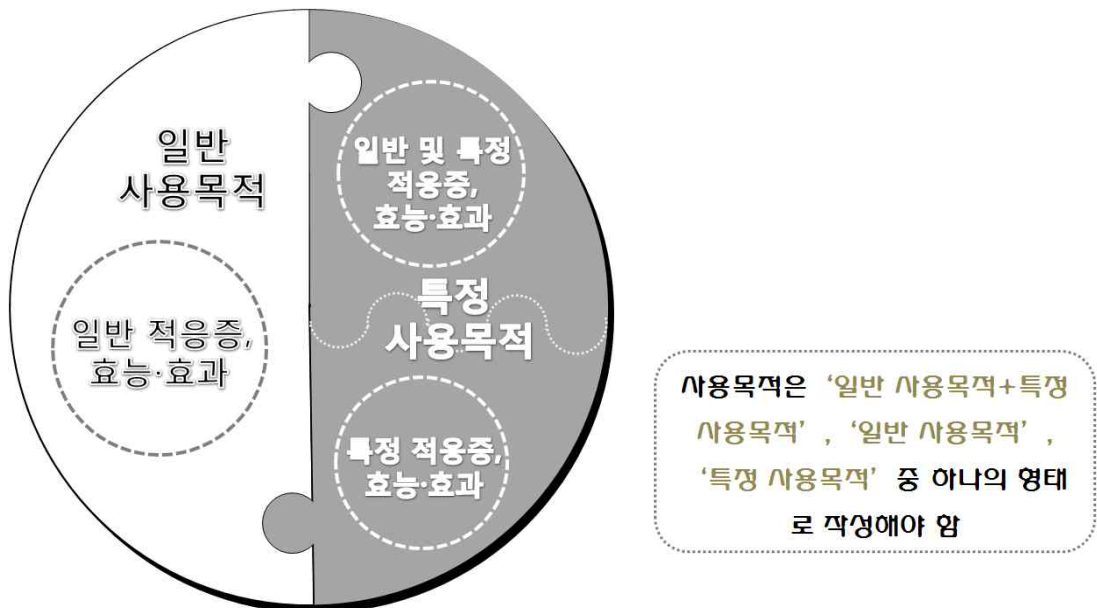 일반
사용목적
일반 적응증,
효능·효과
일반 및 특정
적응증,
효능·효과
특정
사용목적
특정 적응증,
효능·효과
사용목적은 ‘일반 사용목적+특정
사용목적’ , ‘일반 사용목적’ ,
‘특정 사용목적’ 중 하나의 형태
로 작성해야 함